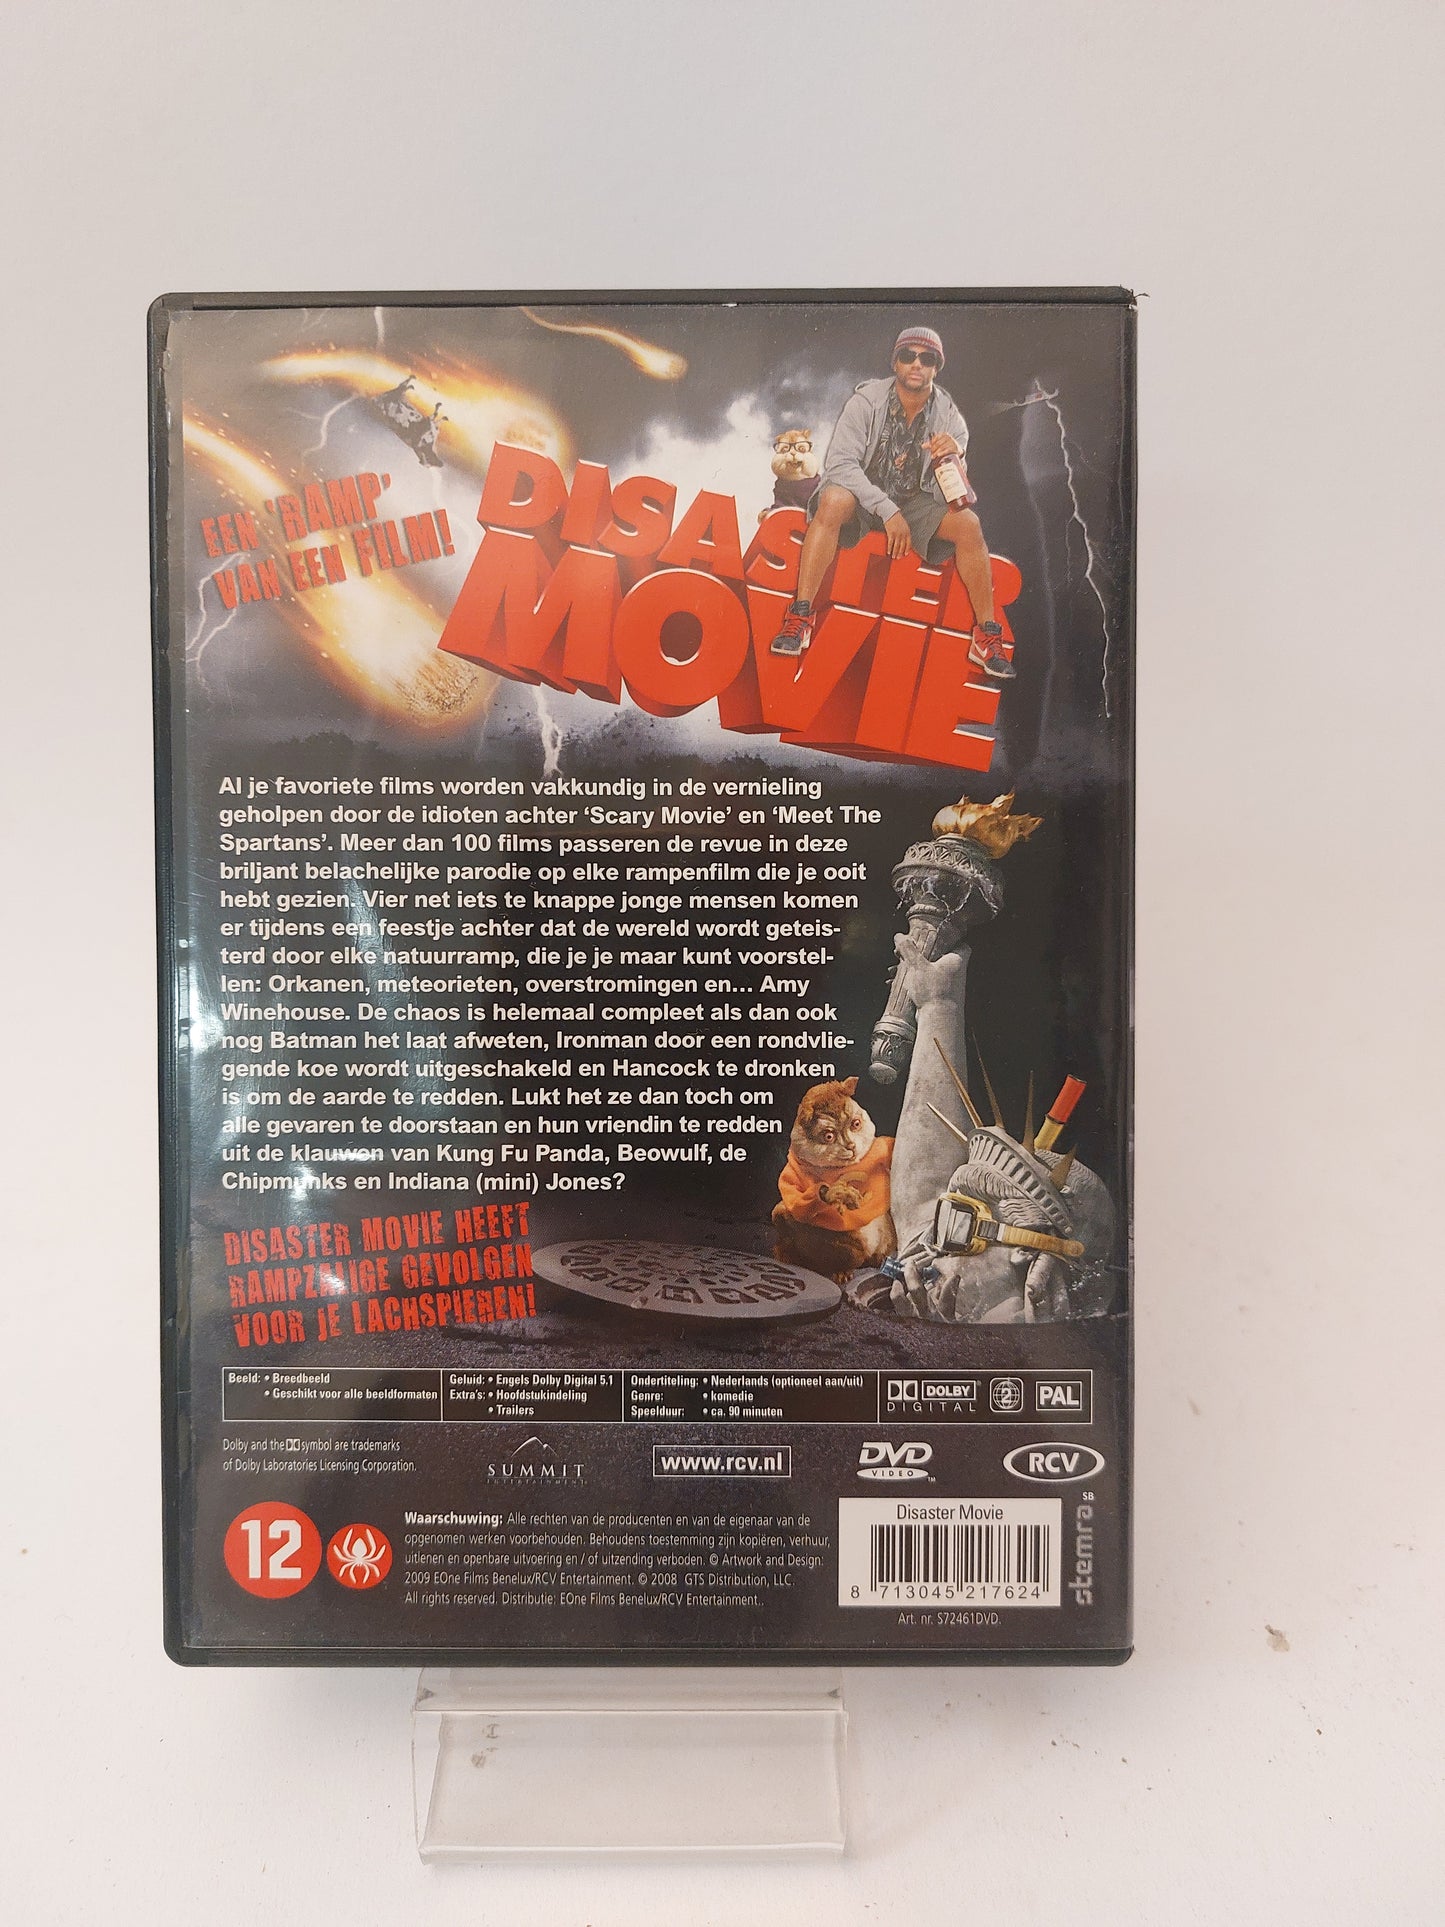 EEN 'RAMP'
VAN EEN FILM!
DISASTER
MOVIE
Al je favoriete films worden vakkundig in de vernieling
geholpen door de idioten achter ‘Scary Movie’ en ‘Meet The
Spartans’. Meer dan 100 films passeren de revue in deze
briljant belachelijke parodie op elke rampenfilm die je ooit
hebt gezien. Vier net iets te knappe jonge mensen komen
er tijdens een feestje achter dat de wereld wordt geteis-
terd door elke natuurramp, die je je maar kunt voorstel-
len: Orkanen, meteorieten, overstromingen en… Amy
Winehouse. De chaos is helemaal compleet als dan ook
nog Batman het laat afweten, Ironman door een rondvlie-
gende koe wordt uitgeschakeld en Hancock te dronken
is om de aarde te redden. Lukt het ze dan toch om
alle gevaren te doorstaan en hun vriendin te redden
uit de klauwen van Kung Fu Panda, Beowulf, de
Chipmunks en Indiana (mini) Jones?
DISASTER MOVIE HEEFT
RAMPZALIGE GEVOLGEN
VOOR JE LACHSPIEREN!
Beeld: • Breedbeeld
• Geschikt voor alle beeldformaten
Geluid: • Engels Dolby Digital 5.1
Extra's: • Hoofdstukindeling
• Trailers
Ondertiteling: • Nederlands (optioneel aan/uit)
Genre: • komedie
Speelduur: • ca. 90 minuten
DOLBY
DIGITAL
2
PAL
Dolby and the symbol are trademarks
of Dolby Laboratories Licensing Corporation.
SUMMIT
ENTERTAINMENT
www.rcv.nl
DVD
VIDEO
TM
RCV
12
Waarschuwing: Alle rechten van de producenten en van de eigenaar van de
opgenomen werken voorbehouden. Behoudens toestemming zijn kopiëren, verhuur,
uitlenen en openbare uitvoering en / of uitzending verboden. © Artwork and Design:
2009 EOne Films Benelux/RCV Entertainment. © 2008 GTS Distribution, LLC.
All rights reserved. Distributie: EOne Films Benelux/RCV Entertainment..
Disaster Movie
8 713045 217624
Art. nr. S72461DVD.
SB
stemra